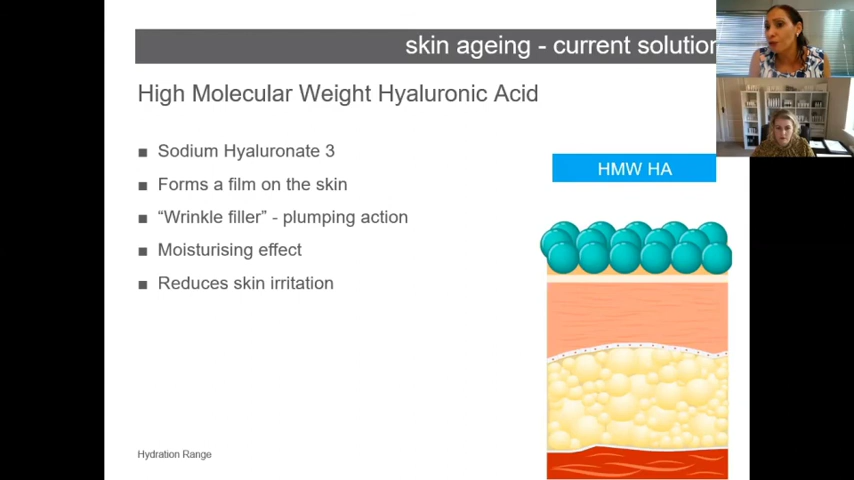 skin ageing - current solution
High Molecular Weight Hyaluronic Acid
■ Sodium Hyaluronate 3
■ Forms a film on the skin
■ “Wrinkle filler” - plumping action
■ Moisturising effect
■ Reduces skin irritation
HMW HA
Hydration Range